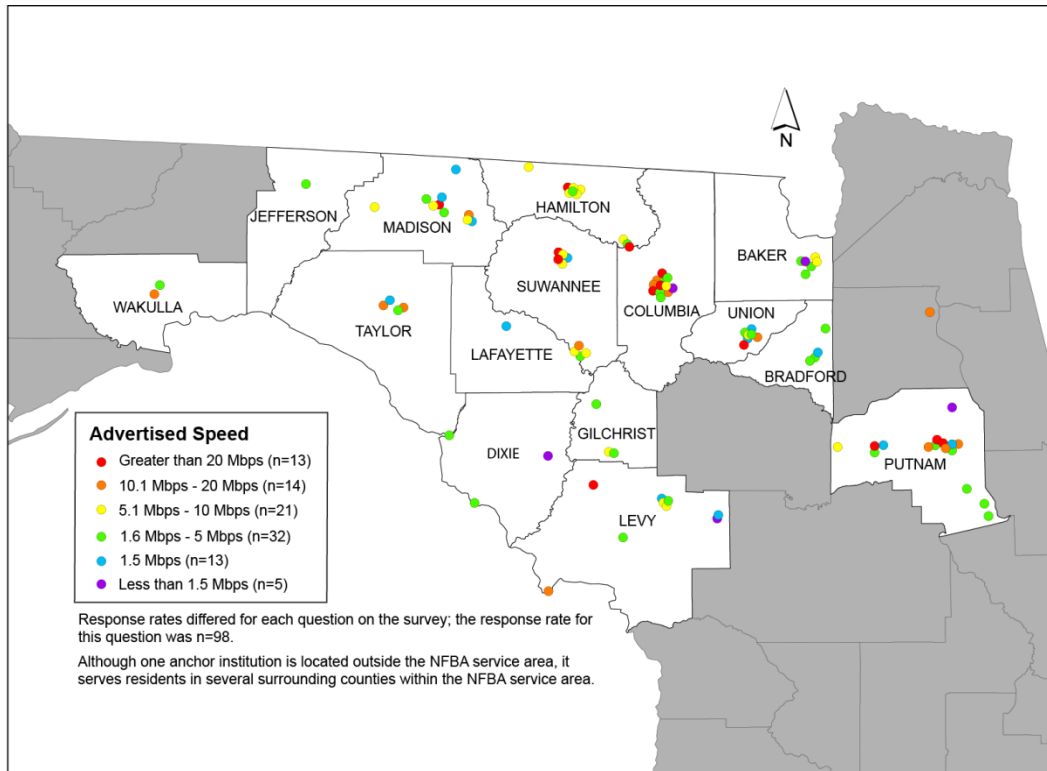 N
JEFFERSON
MADISON
HAMILTON
BAKER
WAKULLA
TAYLOR
SUWANNEE
COLUMBIA
UNION
LAFAYETTE
BRADFORD
DIXIE
GILCHRIST
PUTNAM
LEVY
Advertised Speed
Greater than 20 Mbps (n=13)
10.1 Mbps - 20 Mbps (n=14)
5.1 Mbps - 10 Mbps (n=21)
1.6 Mbps - 5 Mbps (n=32)
1.5 Mbps (n=13)
Less than 1.5 Mbps (n=5)
Response rates differed for each question on the survey; the response rate for
this question was n=98.
Although one anchor institution is located outside the NFBA service area, it
serves residents in several surrounding counties within the NFBA service area.